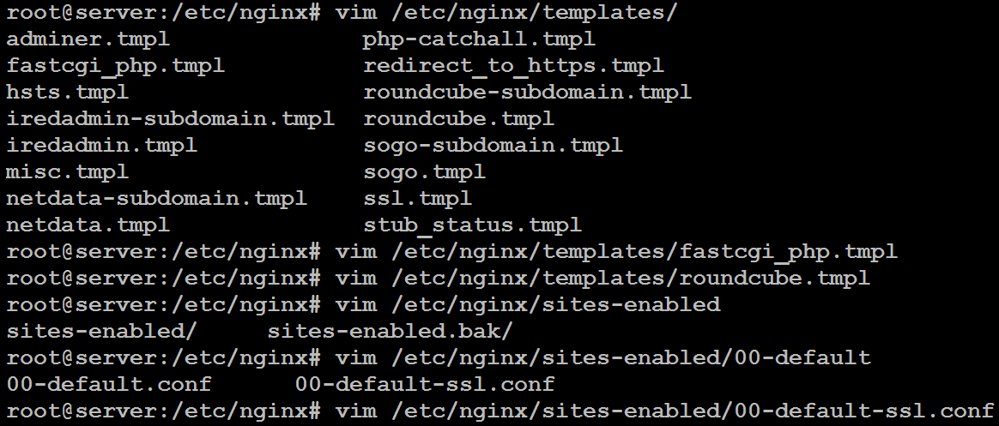 root@server:/etc/nginx# vim /etc/nginx/templates/
adminer.tmpl php-catchall.tmpl
fastcgi_php.tmpl redirect_to_https.tmpl
hsts.tmpl roundcube-subdomain.tmpl
iredadmin-subdomain.tmpl roundcube.tmpl
iredadmin.tmpl sogo-subdomain.tmpl
misc.tmpl sogo.tmpl
netdata-subdomain.tmpl ssl.tmpl
netdata.tmpl stub_status.tmpl
root@server:/etc/nginx# vim /etc/nginx/templates/fastcgi_php.tmpl
root@server:/etc/nginx# vim /etc/nginx/templates/roundcube.tmpl
root@server:/etc/nginx# vim /etc/nginx/sites-enabled
sites-enabled/ sites-enabled.bak/
root@server:/etc/nginx# vim /etc/nginx/sites-enabled/00-default
00-default.conf 00-default-ssl.conf
root@server:/etc/nginx# vim /etc/nginx/sites-enabled/00-default-ssl.conf